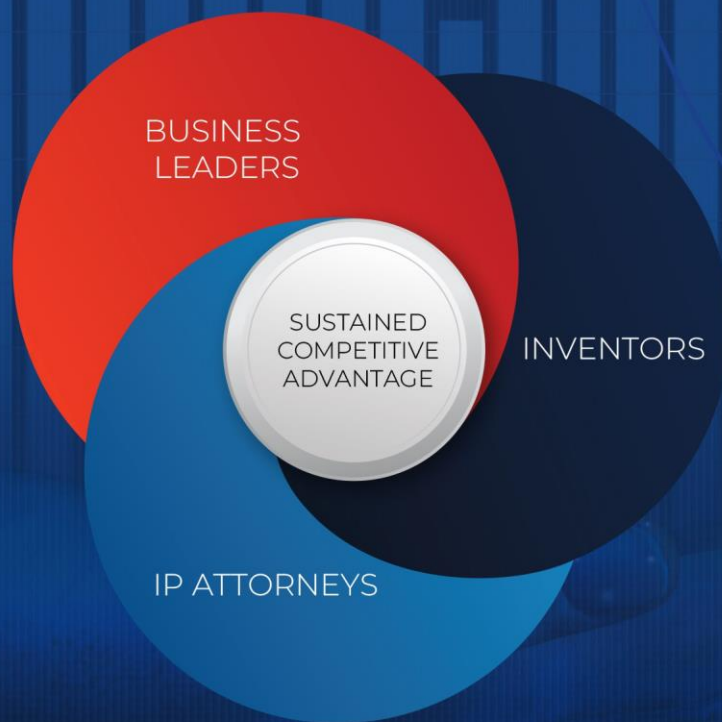 BUSINESS
LEADERS
SUSTAINED
COMPETITIVE
ADVANTAGE
INVENTORS
IP ATTORNEYS